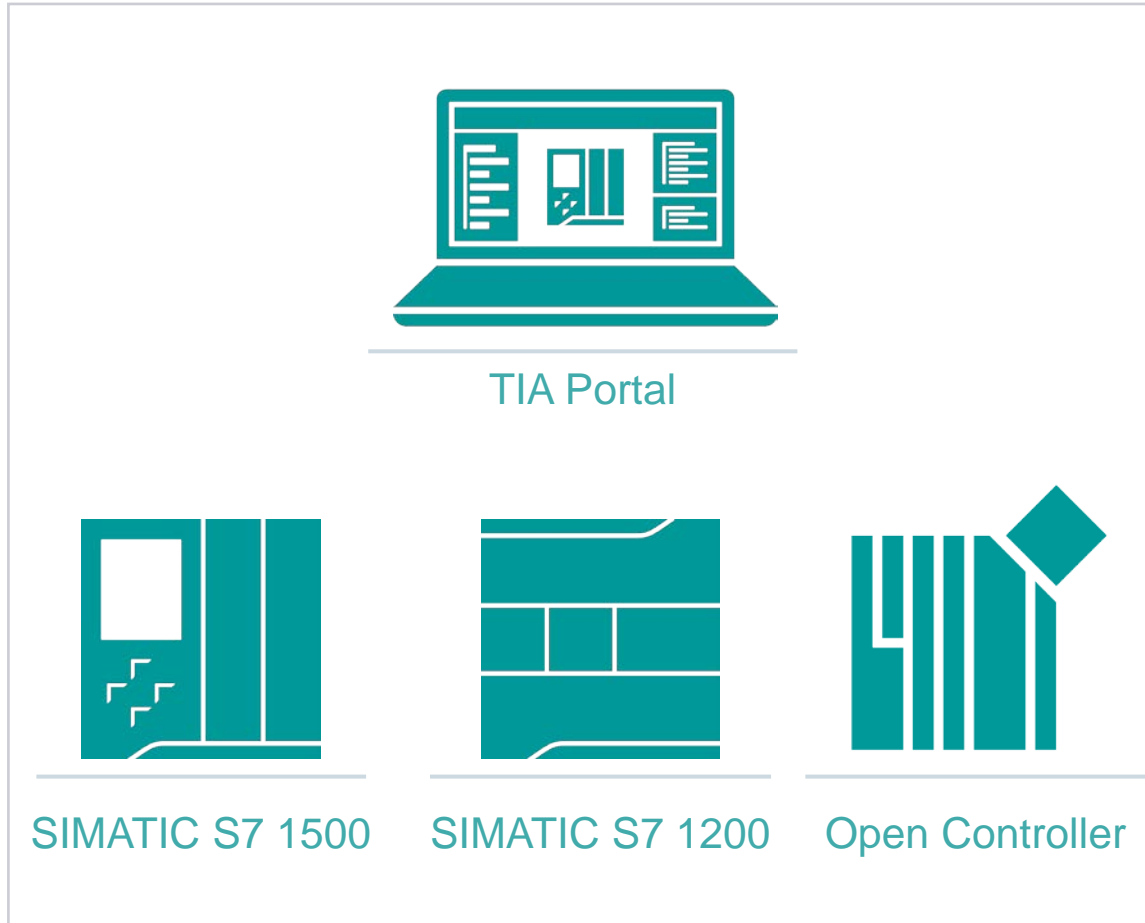 TIA Portal
SIMATIC S7 1500
SIMATIC S7 1200
Open Controller